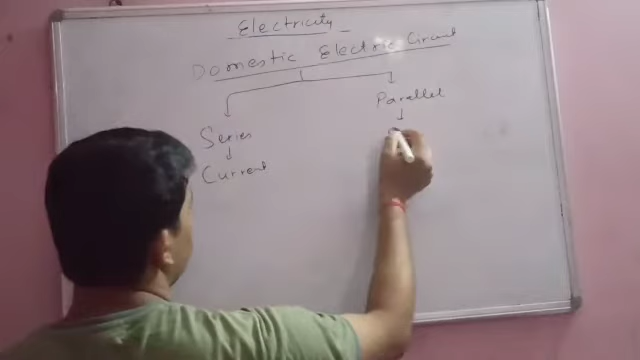 Electricity
Domestic Electric Circuit
Series
Parallel
Current